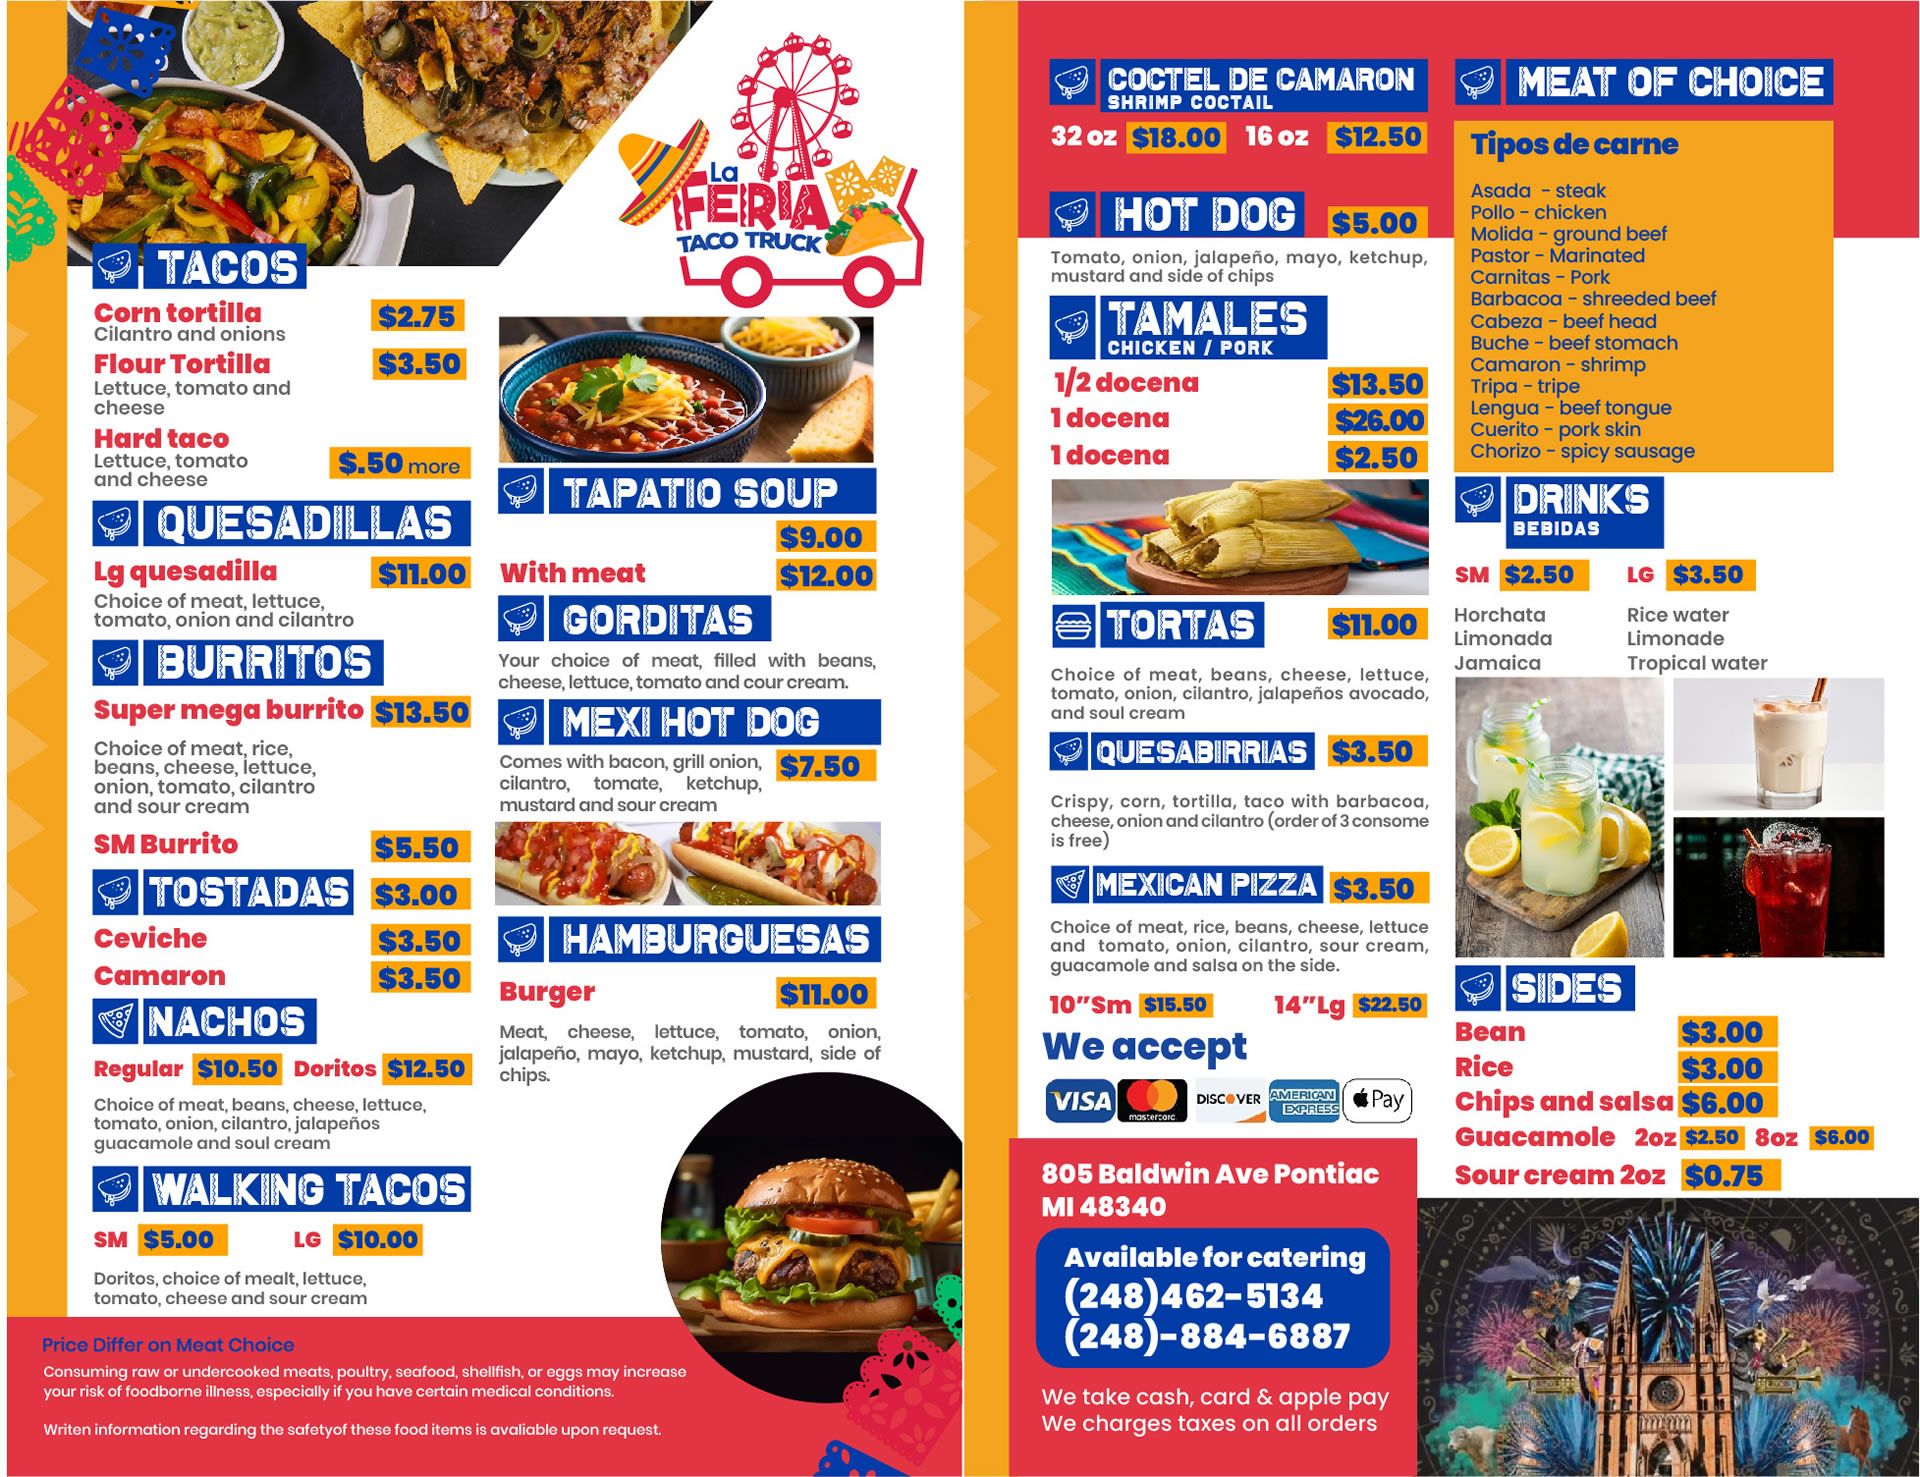 La
FERIA
TACO TRUCK
TACOS
Corn tortilla $2.75
Cilantro and onions
Flour Tortilla $3.50
Lettuce, tomato and
cheese
Hard taco
Lettuce, tomato $.50 more
and cheese
QUESADILLAS
Lg quesadilla $11.00
Choice of meat, lettuce,
tomato, onion and cilantro
BURRITOS
Super mega burrito $13.50
Choice of meat, rice,
beans, cheese, lettuce,
onion, tomato, cilantro
and sour cream
SM Burrito $5.50
TOSTADAS $3.00
Ceviche $3.50
Camaron $3.50
NACHOS
Regular $10.50 Doritos $12.50
Choice of meat, beans, cheese, lettuce,
tomato, onion, cilantro, jalapeños
guacamole and soul cream
WALKING TACOS
SM $5.00 LG $10.00
Doritos, choice of mealt, lettuce,
tomato, cheese and sour cream
TAPATIO SOUP
$9.00
With meat $12.00
GORDITAS
Your choice of meat, filled with beans,
cheese, lettuce, tomato and cour cream.
MEXI HOT DOG
Comes with bacon, grill onion, $7.50
cilantro, tomate, ketchup,
mustard and sour cream
HAMBURGUESAS
Burger $11.00
Meat, cheese, lettuce, tomato, onion,
jalapeño, mayo, ketchup, mustard, side of
chips.
Price Differ on Meat Choice
Consuming raw or undercooked meats, poultry, seafood, shellfish, or eggs may increase
your risk of foodborne illness, especially if you have certain medical conditions.
Writen information regarding the safetyof these food items is avaliable upon request.
COCTEL DE CAMARON
SHRIMP COCTAIL
32 oz $18.00 16 oz $12.50
HOT DOG $5.00
Tomato, onion, jalapeño, mayo, ketchup,
mustard and side of chips
TAMALES
CHICKEN / PORK
1/2 docena $13.50
1 docena $26.00
1 docena $2.50
TORTAS $11.00
Choice of meat, beans, cheese, lettuce,
tomato, onion, cilantro, jalapeños avocado,
and soul cream
QUESABIRRIAS $3.50
Crispy, corn, tortilla, taco with barbacoa,
cheese, onion and cilantro (order of 3 consome
is free)
MEXICAN PIZZA $3.50
Choice of meat, rice, beans, cheese, lettuce
and tomato, onion, cilantro, sour cream,
guacamole and salsa on the side.
10”Sm $15.50 14”Lg $22.50
We accept
VISA mastercard DISCOVER AMERICAN EXPRESS Pay
805 Baldwin Ave Pontiac
MI 48340
Available for catering
(248)462-5134
(248)-884-6887
We take cash, card & apple pay
We charges taxes on all orders
MEAT OF CHOICE
Tipos de carne
Asada - steak
Pollo - chicken
Molida - ground beef
Pastor - Marinated
Carnitas - Pork
Barbacoa - shreeded beef
Cabeza - beef head
Buche - beef stomach
Camaron - shrimp
Tripa - tripe
Lengua - beef tongue
Cuerito - pork skin
Chorizo - spicy sausage
DRINKS
BEBIDAS
SM $2.50 LG $3.50
Horchata Rice water
Limonada Limonade
Jamaica Tropical water
SIDES
Bean $3.00
Rice $3.00
Chips and salsa $6.00
Guacamole 2oz $2.50 8oz $6.00
Sour cream 2oz $0.75